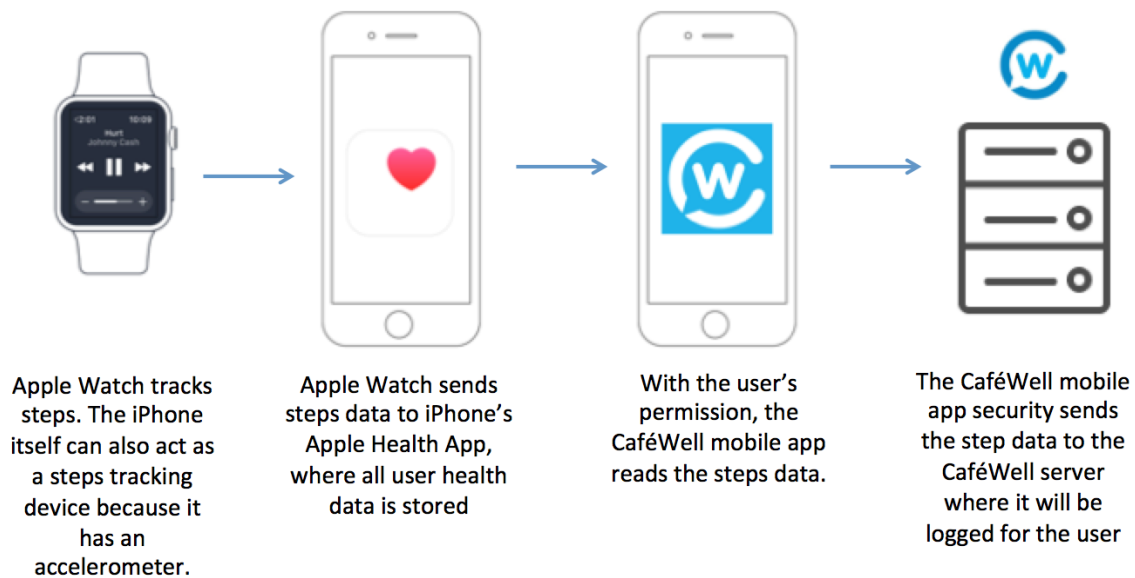 <2:01 10:09
Hurt
Johnny Cash
W
W
W
Apple Watch tracks
steps. The iPhone
itself can also act as
a steps tracking
device because it
has an
accelerometer.
Apple Watch sends
steps data to iPhone’s
Apple Health App,
where all user health
data is stored
With the user’s
permission, the
CaféWell mobile app
reads the steps data.
The CaféWell mobile
app security sends
the step data to the
CaféWell server
where it will be
logged for the user